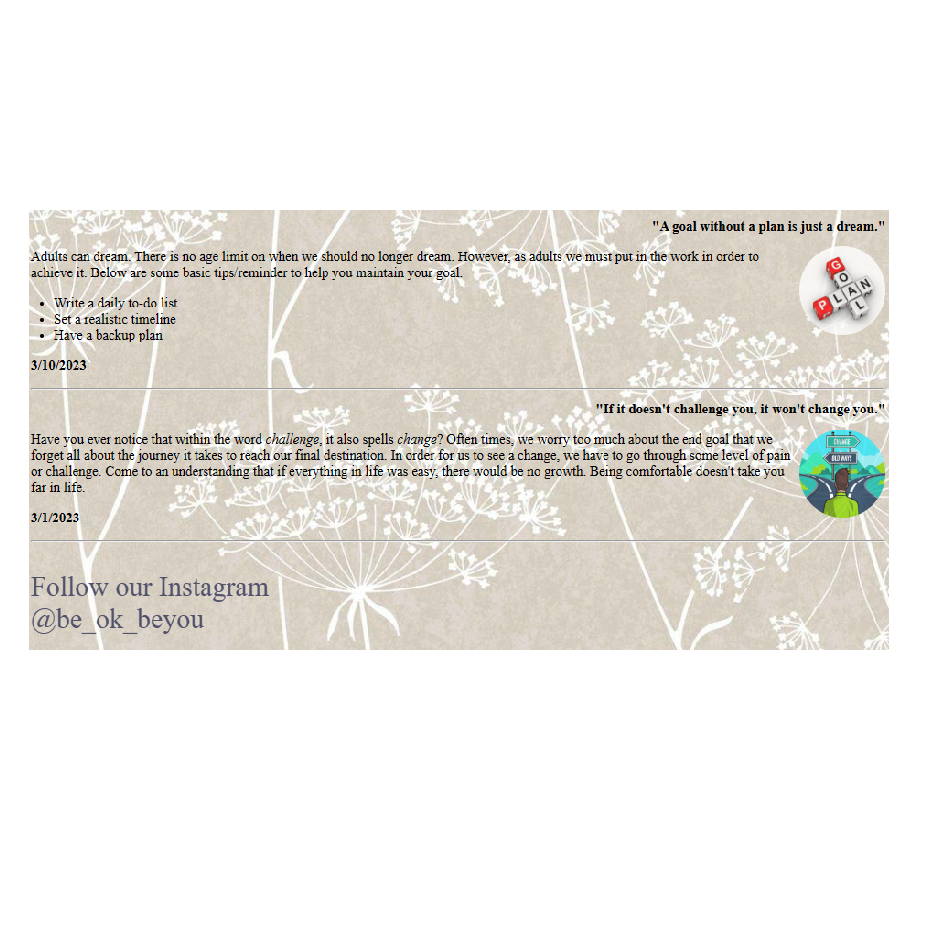 "A goal without a plan is just a dream."
Adults can dream. There is no age limit on when we should no longer dream. However, as adults we must put in the work in order to
achieve it. Below are some basic tips/reminder to help you maintain your goal.
GOAL
PLAN
• Write a daily to-do list
• Set a realistic timeline
• Have a backup plan
3/10/2023
"If it doesn't challenge you, it won't change you."
Have you ever notice that within the word challenge, it also spells change? Often times, we worry too much about the end goal that we
forget all about the journey it takes to reach our final destination. In order for us to see a change, we have to go through some level of pain
or challenge. Come to an understanding that if everything in life was easy, there would be no growth. Being comfortable doesn't take you
far in life.
CHANGE
OLD WAYS
3/1/2023
Follow our Instagram
@be_ok_beyou